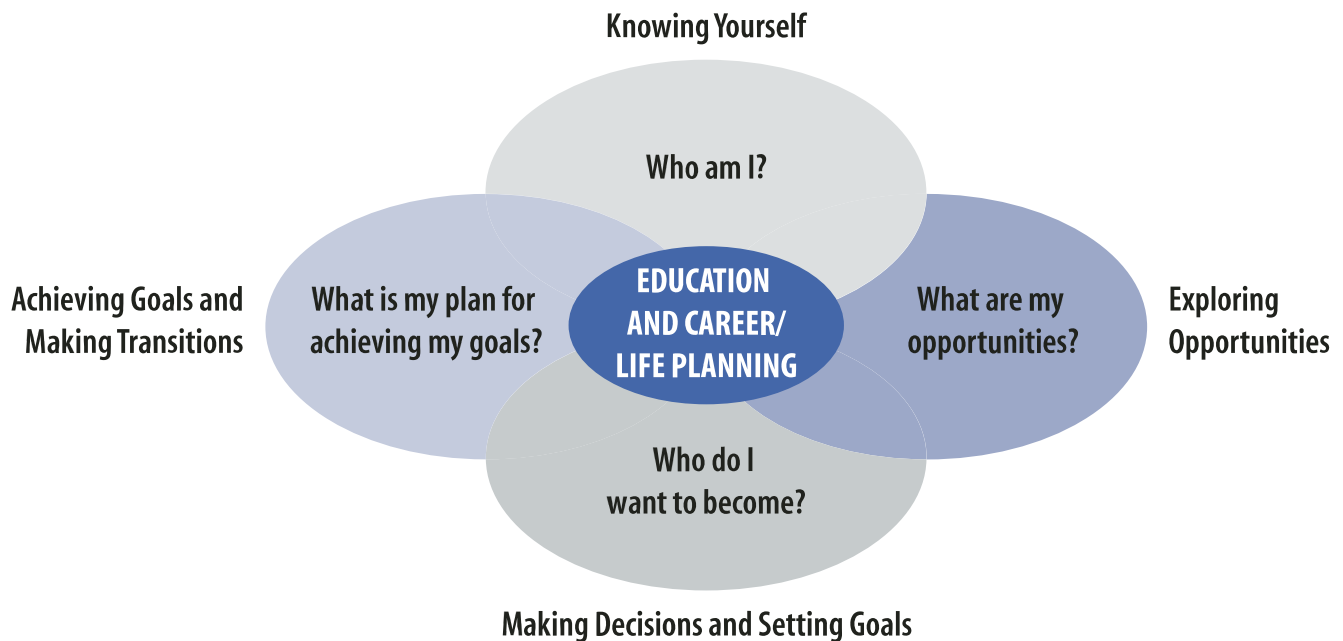 Knowing Yourself
Who am I?
Achieving Goals and
Making Transitions
What is my plan for
achieving my goals?
EDUCATION
AND CAREER/
LIFE PLANNING
What are my
opportunities?
Exploring
Opportunities
Who do I
want to become?
Making Decisions and Setting Goals